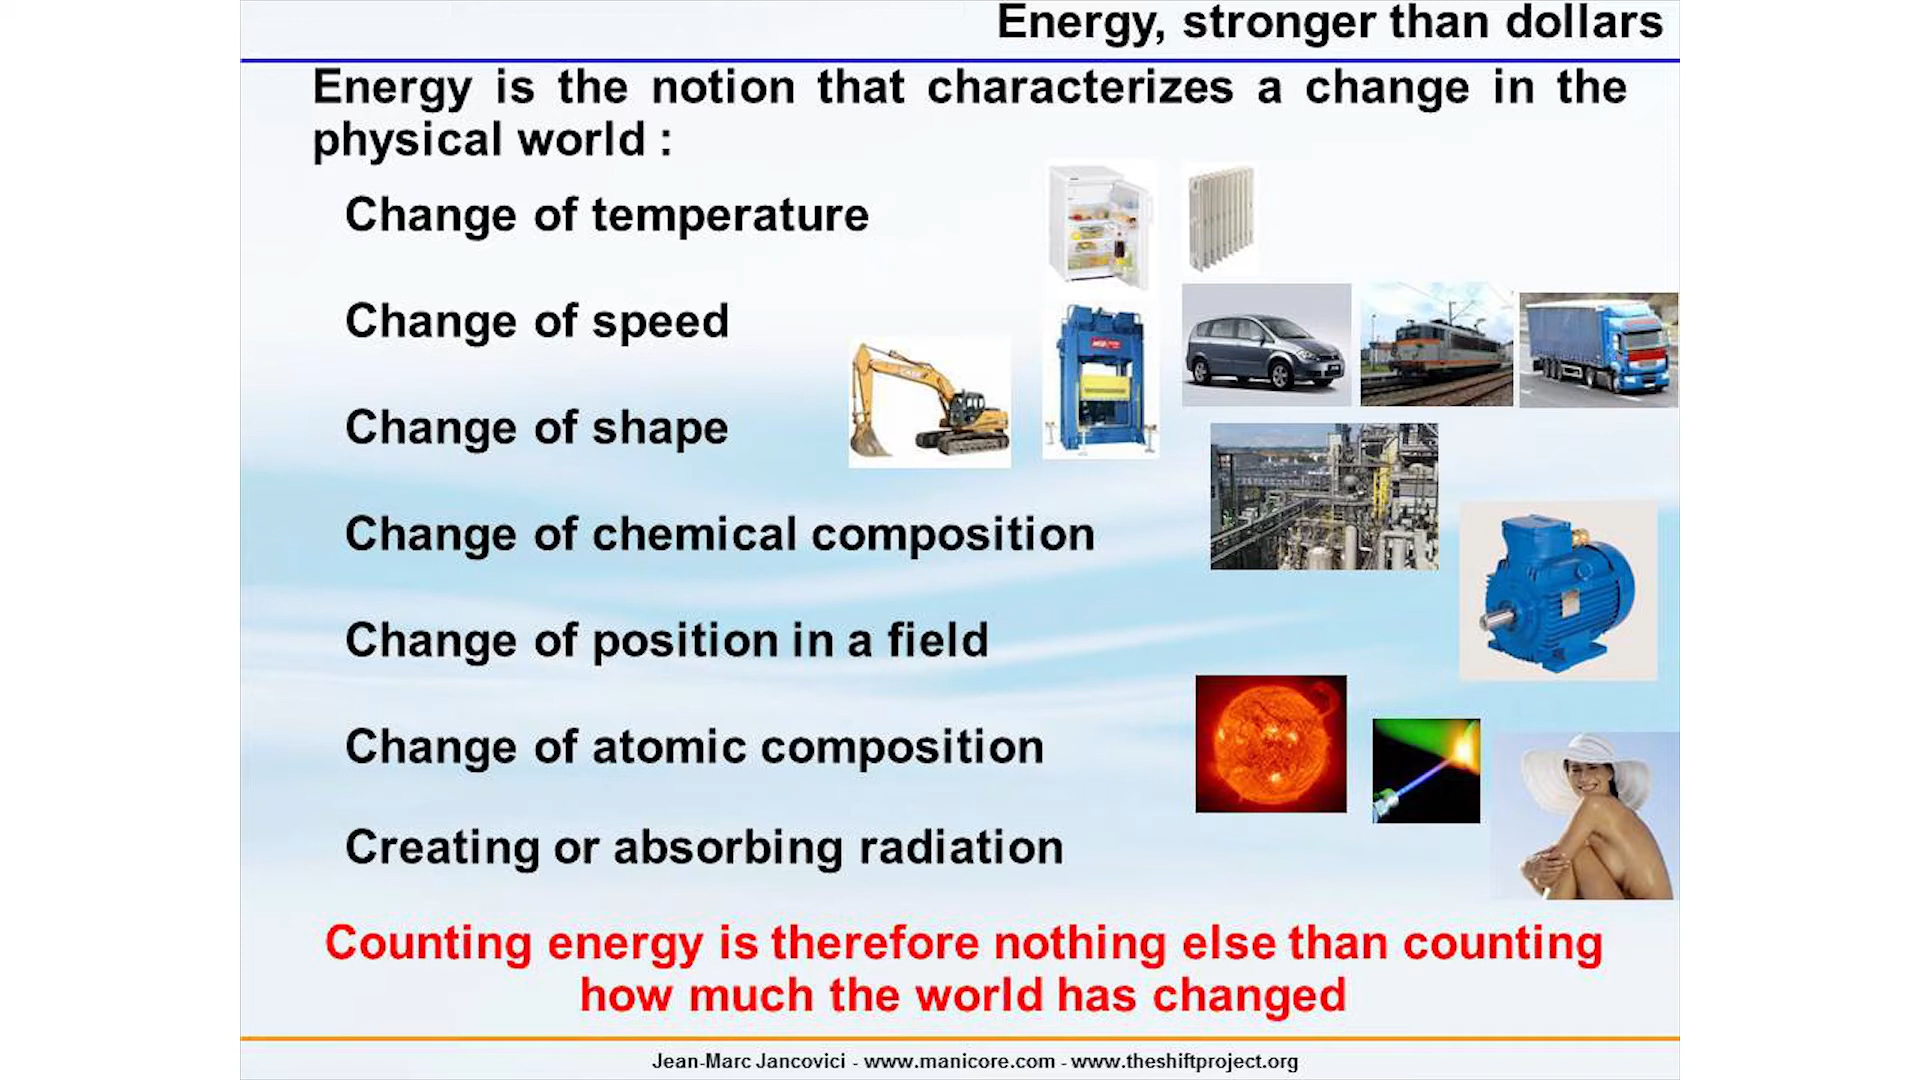 Energy, stronger than dollars
Energy is the notion that characterizes a change in the
physical world :
Change of temperature
Change of speed
Change of shape
CASE
Change of chemical composition
Change of position in a field
Change of atomic composition
Creating or absorbing radiation
Counting energy is therefore nothing else than counting
how much the world has changed
Jean-Marc Jancovici - www.manicore.com - www.theshiftproject.org